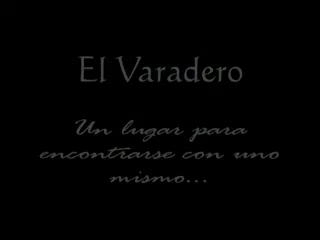 El Varadero
Un lugar para
encontrarse con uno
mismo...